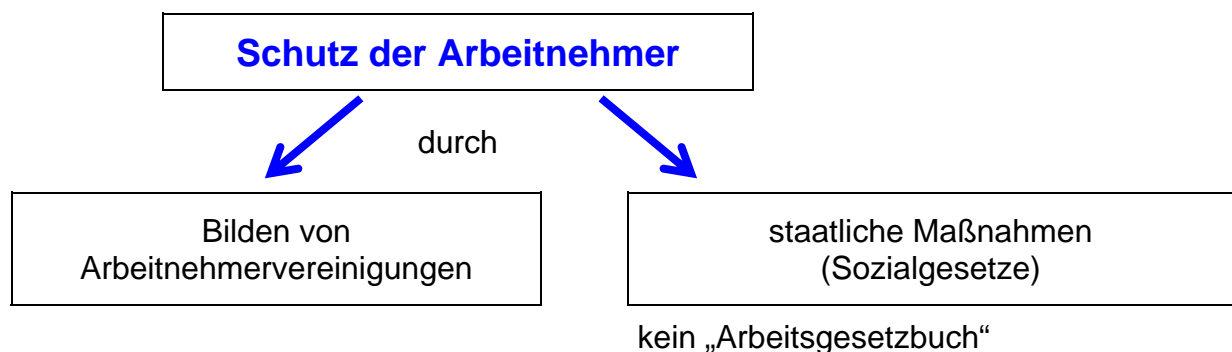 Schutz der Arbeitnehmer
durch
Bilden von
Arbeitnehmervereinigungen
staatliche Maßnahmen
(Sozialgesetze)
kein „Arbeitsgesetzbuch“